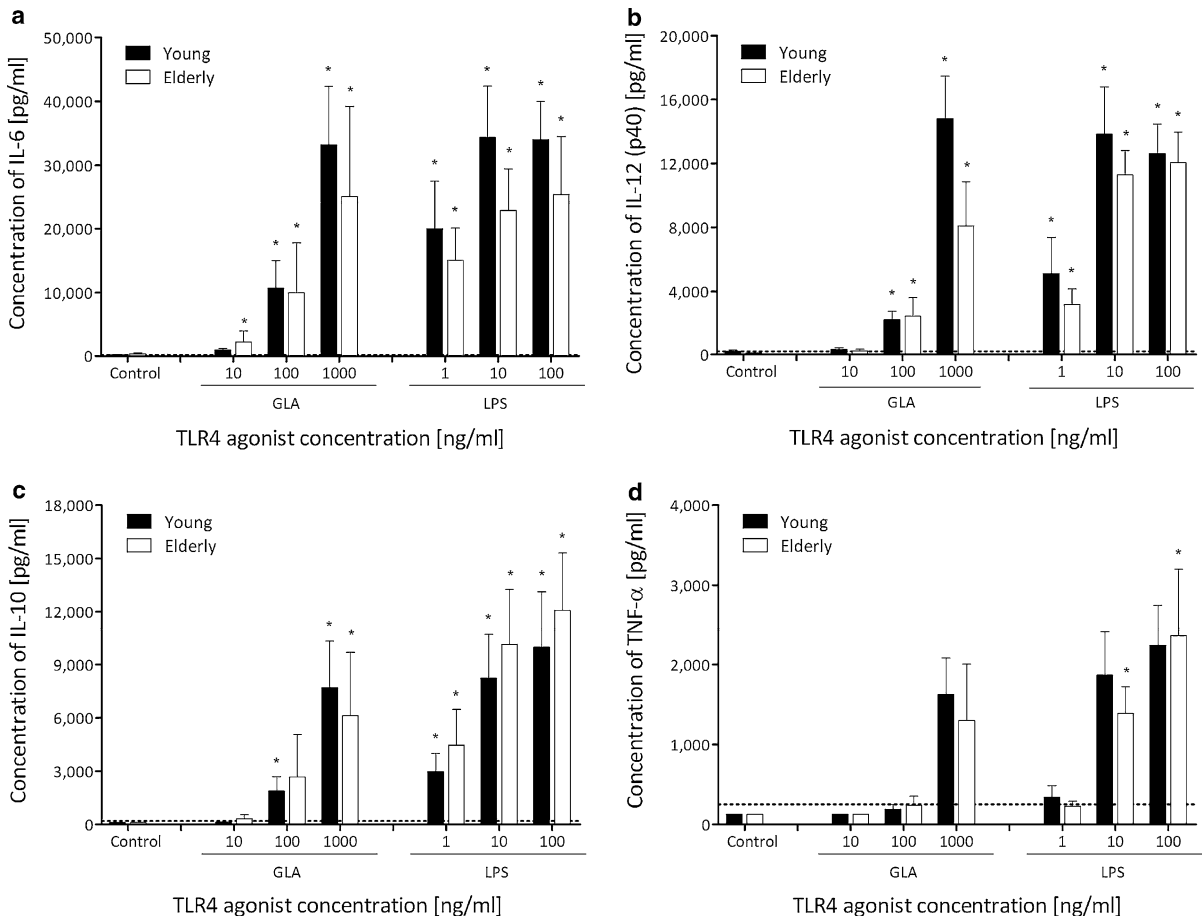 a
Concentration of IL-6 [pg/ml]
50,000
40,000
30,000
20,000
10,000
0
Young
Elderly
* * * * * * * * * * *
Control 10 100 1000 1 10 100
GLA LPS
TLR4 agonist concentration [ng/ml]
b
Concentration of IL-12 (p40) [pg/ml]
20,000
16,000
12,000
8,000
4,000
0
Young
Elderly
* * * * * * * * * *
Control 10 100 1000 1 10 100
GLA LPS
TLR4 agonist concentration [ng/ml]
c
Concentration of IL-10 [pg/ml]
18,000
15,000
12,000
9,000
6,000
3,000
0
Young
Elderly
* * * * * * * * *
Control 10 100 1000 1 10 100
GLA LPS
TLR4 agonist concentration [ng/ml]
d
Concentration of TNF-α [pg/ml]
4,000
3,000
2,000
1,000
0
Young
Elderly
* *
Control 10 100 1000 1 10 100
GLA LPS
TLR4 agonist concentration [ng/ml]